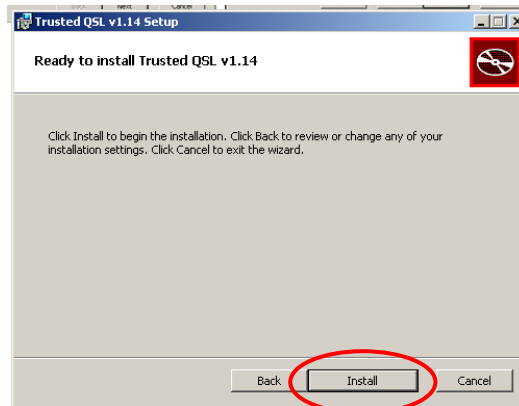 Trusted QSL v1.14 Setup
Ready to install Trusted QSL v1.14
Click Install to begin the installation. Click Back to review or change any of your
installation settings. Click Cancel to exit the wizard.
Back Install Cancel